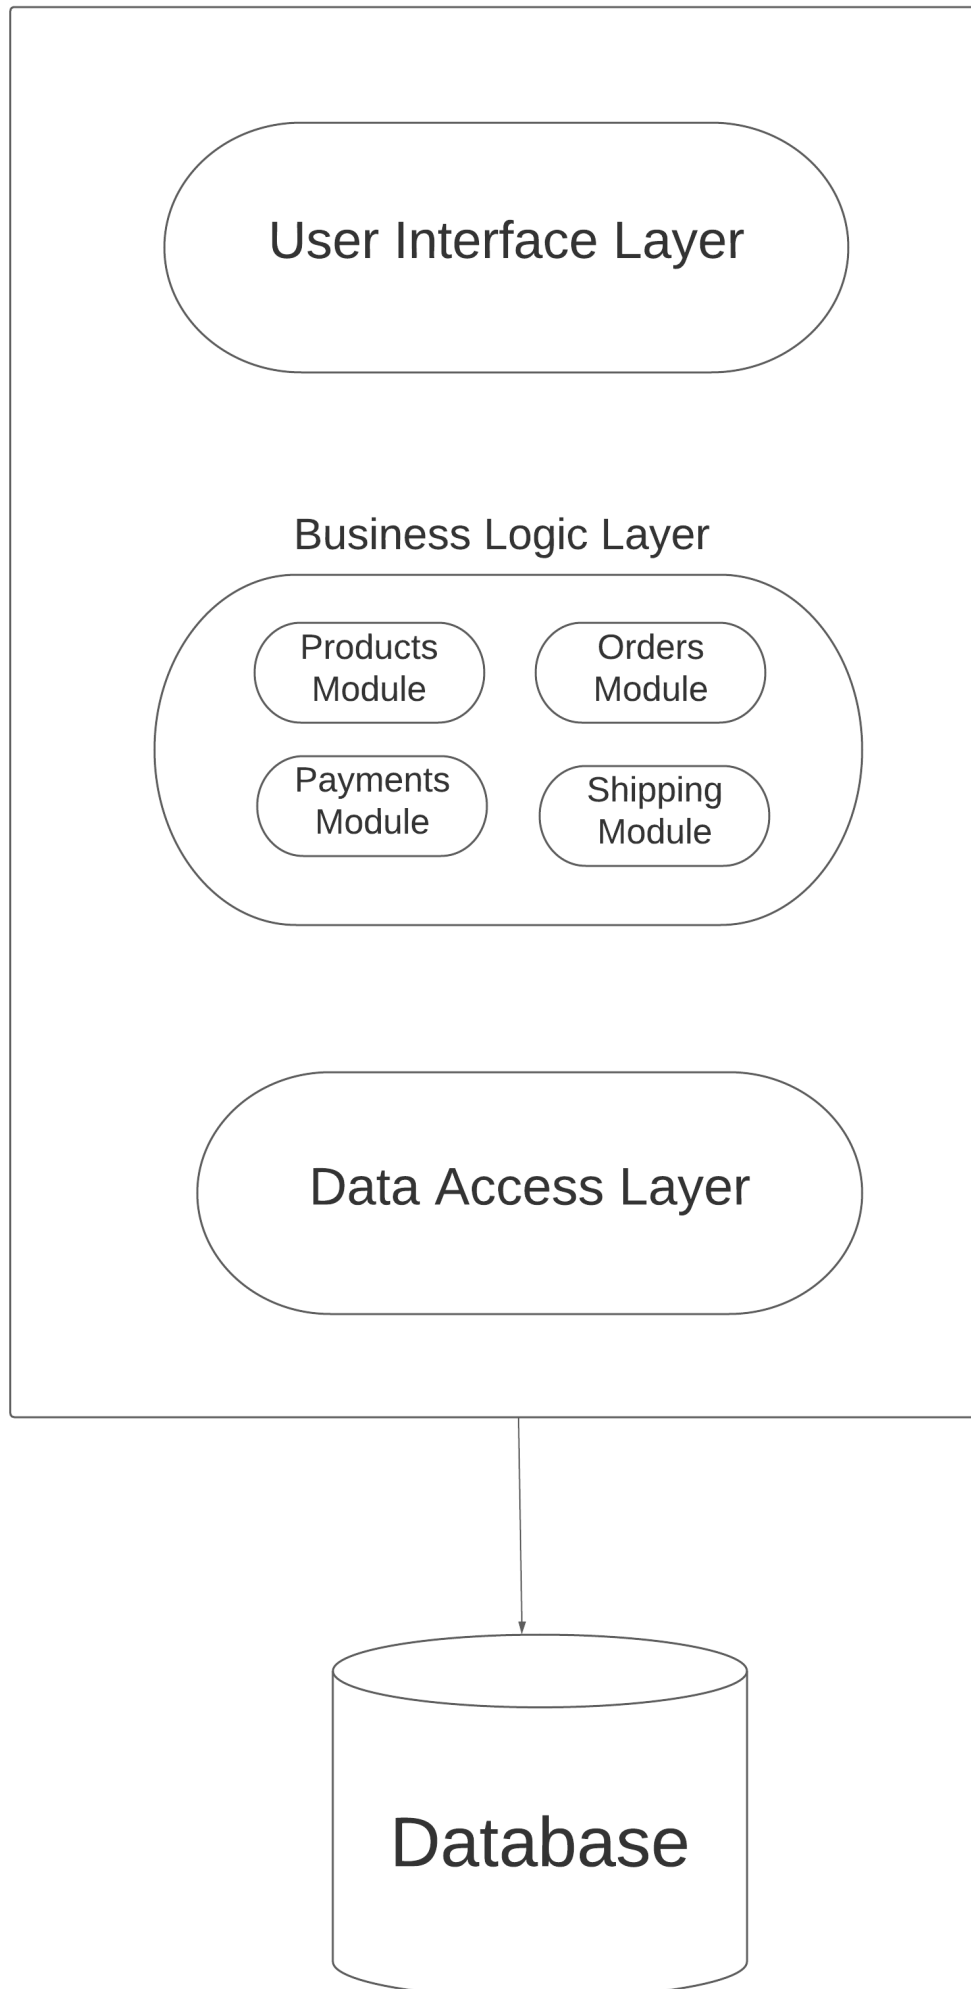 User Interface Layer
Business Logic Layer
Products
Module
Orders
Module
Payments
Module
Shipping
Module
Data Access Layer
Database